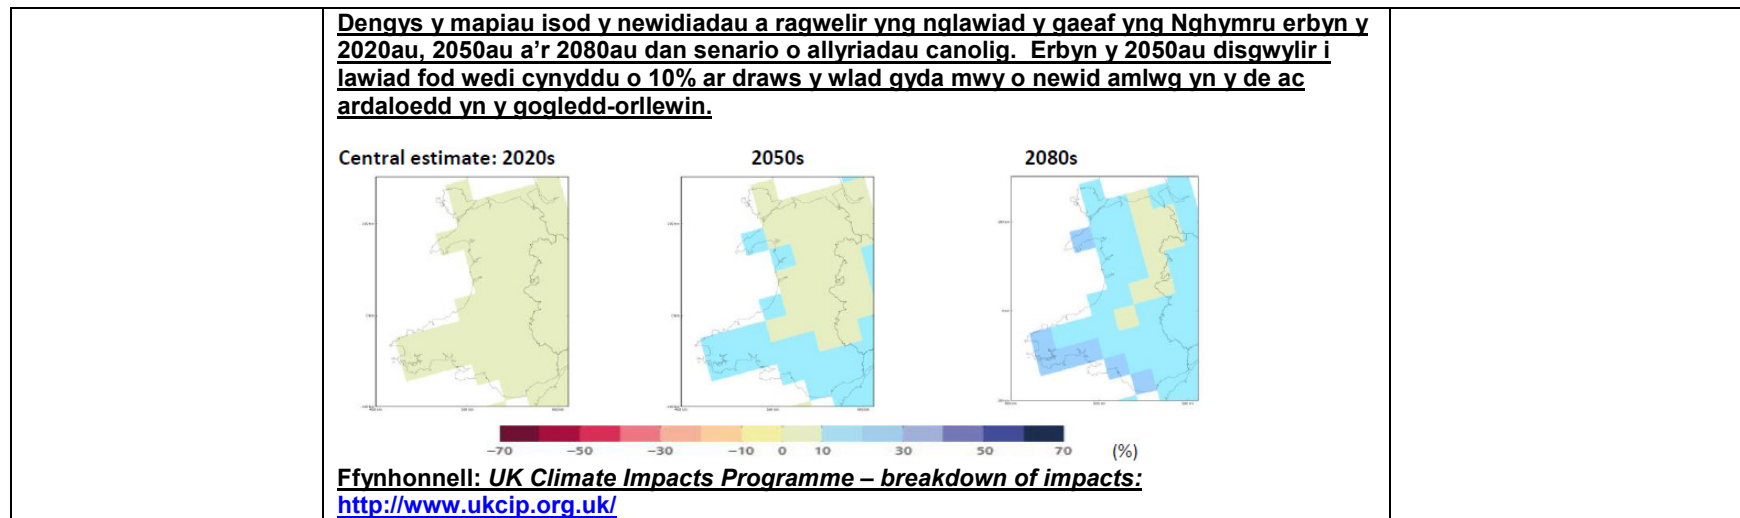 Dengys y mapiau isod y newidiadau a ragwelir yng nglawiad y gaeaf yng Nghymru erbyn y
2020au, 2050au a'r 2080au dan senario o allyriadau canolig. Erbyn y 2050au disgwylir i
lawiad fod wedi cynyddu o 10% ar draws y wlad gyda mwy o newid amlwg yn y de ac
ardaloedd yn y gogledd-orllewin.
Central estimate: 2020s 2050s 2080s
−70 −50 −30 −10 0 10 30 50 70 (%)
Ffynhonnell: UK Climate Impacts Programme – breakdown of impacts:
http://www.ukcip.org.uk/